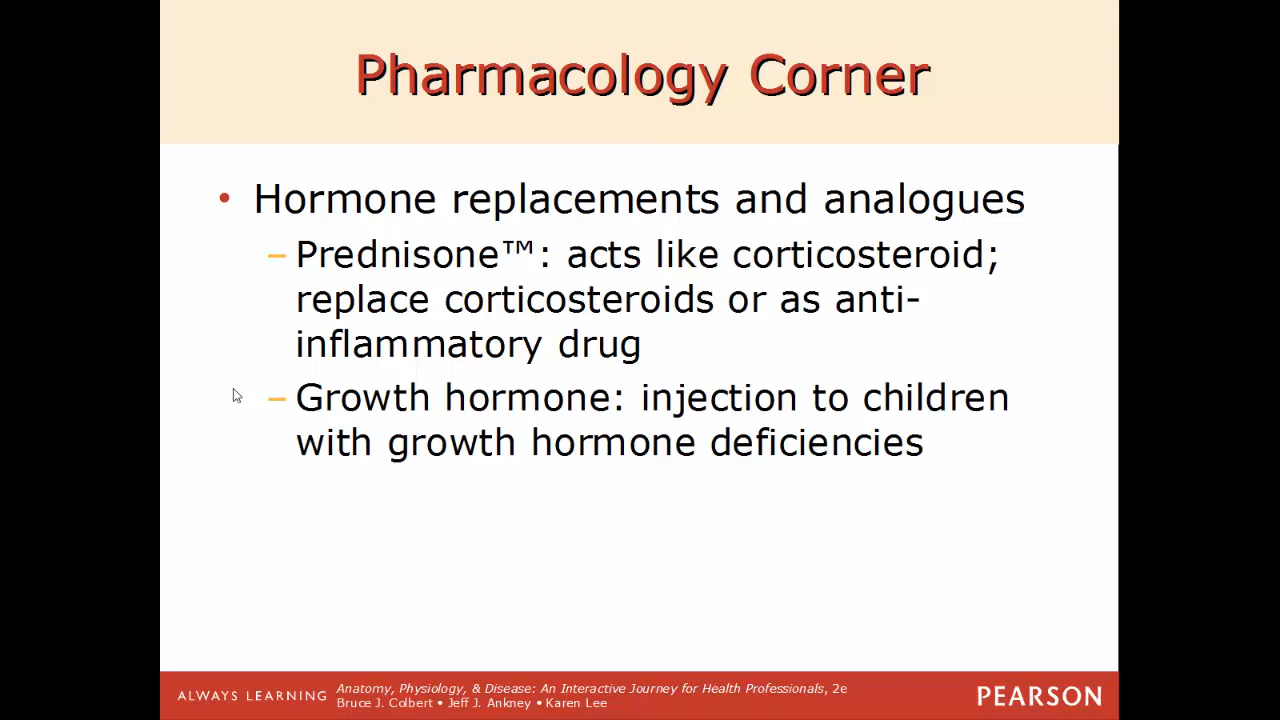 Pharmacology Corner
• Hormone replacements and analogues
– Prednisone™: acts like corticosteroid;
replace corticosteroids or as anti-
inflammatory drug
– Growth hormone: injection to children
with growth hormone deficiencies
ALWAYS LEARNING
Anatomy, Physiology, & Disease: An Interactive Journey for Health Professionals, 2e
Bruce J. Colbert • Jeff J. Ankney • Karen Lee
PEARSON